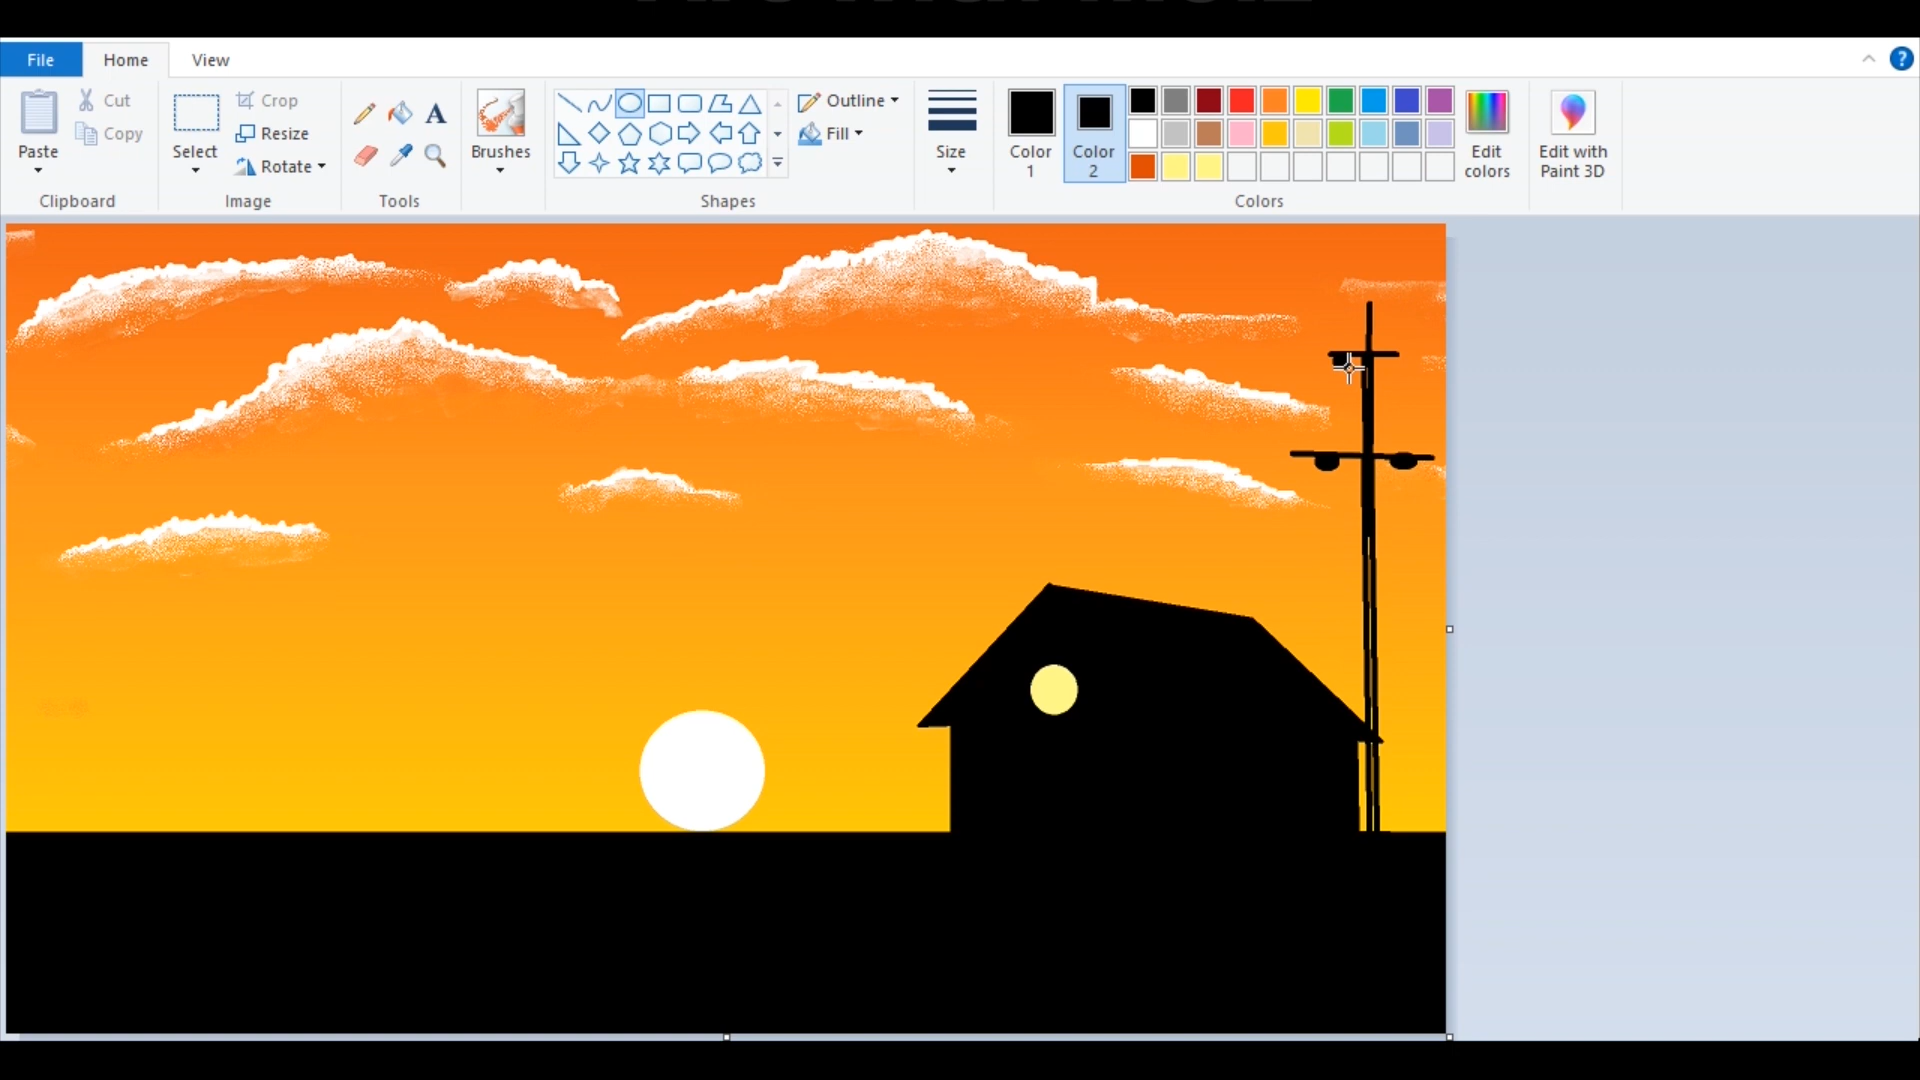 File Home View ?
Paste
Cut
Copy
Clipboard
Select
Crop
Resize
Rotate
Image
A
Tools
Brushes
Shapes
Outline
Fill
Size
Color
1
Color
2
Edit
colors
Colors
Edit with
Paint 3D